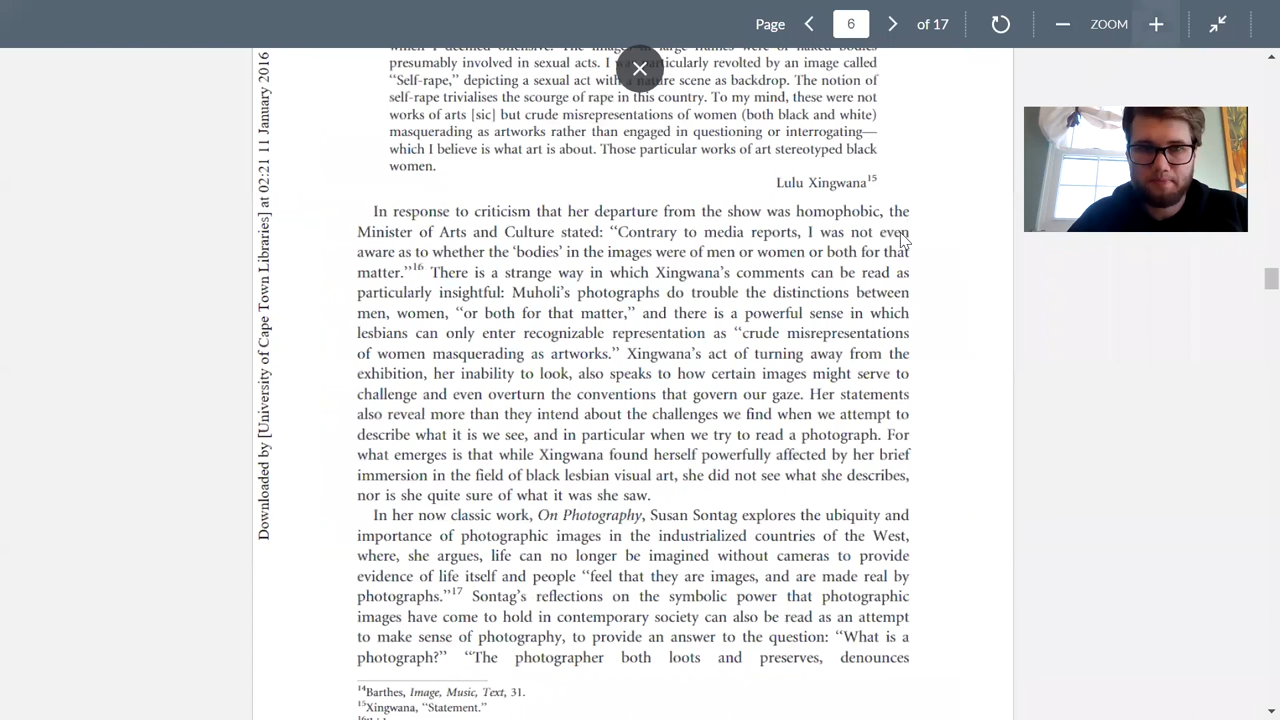 Page 6 of 17 ZOOM
which I deemed offensive. The images in large frames were of naked bodies
presumably involved in sexual acts. I was particularly revolted by an image called
“Self-rape,” depicting a sexual act with a nature scene as backdrop. The notion of
self-rape trivialises the scourge of rape in this country. To my mind, these were not
works of arts [sic] but crude misrepresentations of women (both black and white)
masquerading as artworks rather than engaged in questioning or interrogating—
which I believe is what art is about. Those particular works of art stereotyped black
women.
Lulu Xingwana15
In response to criticism that her departure from the show was homophobic, the
Minister of Arts and Culture stated: “Contrary to media reports, I was not even
aware as to whether the ‘bodies’ in the images were of men or women or both for that
matter.”16 There is a strange way in which Xingwana’s comments can be read as
particularly insightful: Muholi’s photographs do trouble the distinctions between
men, women, “or both for that matter,” and there is a powerful sense in which
lesbians can only enter recognizable representation as “crude misrepresentations
of women masquerading as artworks.” Xingwana’s act of turning away from the
exhibition, her inability to look, also speaks to how certain images might serve to
challenge and even overturn the conventions that govern our gaze. Her statements
also reveal more than they intend about the challenges we find when we attempt to
describe what it is we see, and in particular when we try to read a photograph. For
what emerges is that while Xingwana found herself powerfully affected by her brief
immersion in the field of black lesbian visual art, she did not see what she describes,
nor is she quite sure of what it was she saw.
In her now classic work, On Photography, Susan Sontag explores the ubiquity and
importance of photographic images in the industrialized countries of the West,
where, she argues, life can no longer be imagined without cameras to provide
evidence of life itself and people “feel that they are images, and are made real by
photographs.”17 Sontag’s reflections on the symbolic power that photographic
images have come to hold in contemporary society can also be read as an attempt
to make sense of photography, to provide an answer to the question: “What is a
photograph?” “The photographer both loots and preserves, denounces
14Barthes, Image, Music, Text, 31.
15Xingwana, “Statement.”
Downloaded by [University of Cape Town Libraries] at 02:21 11 January 2016